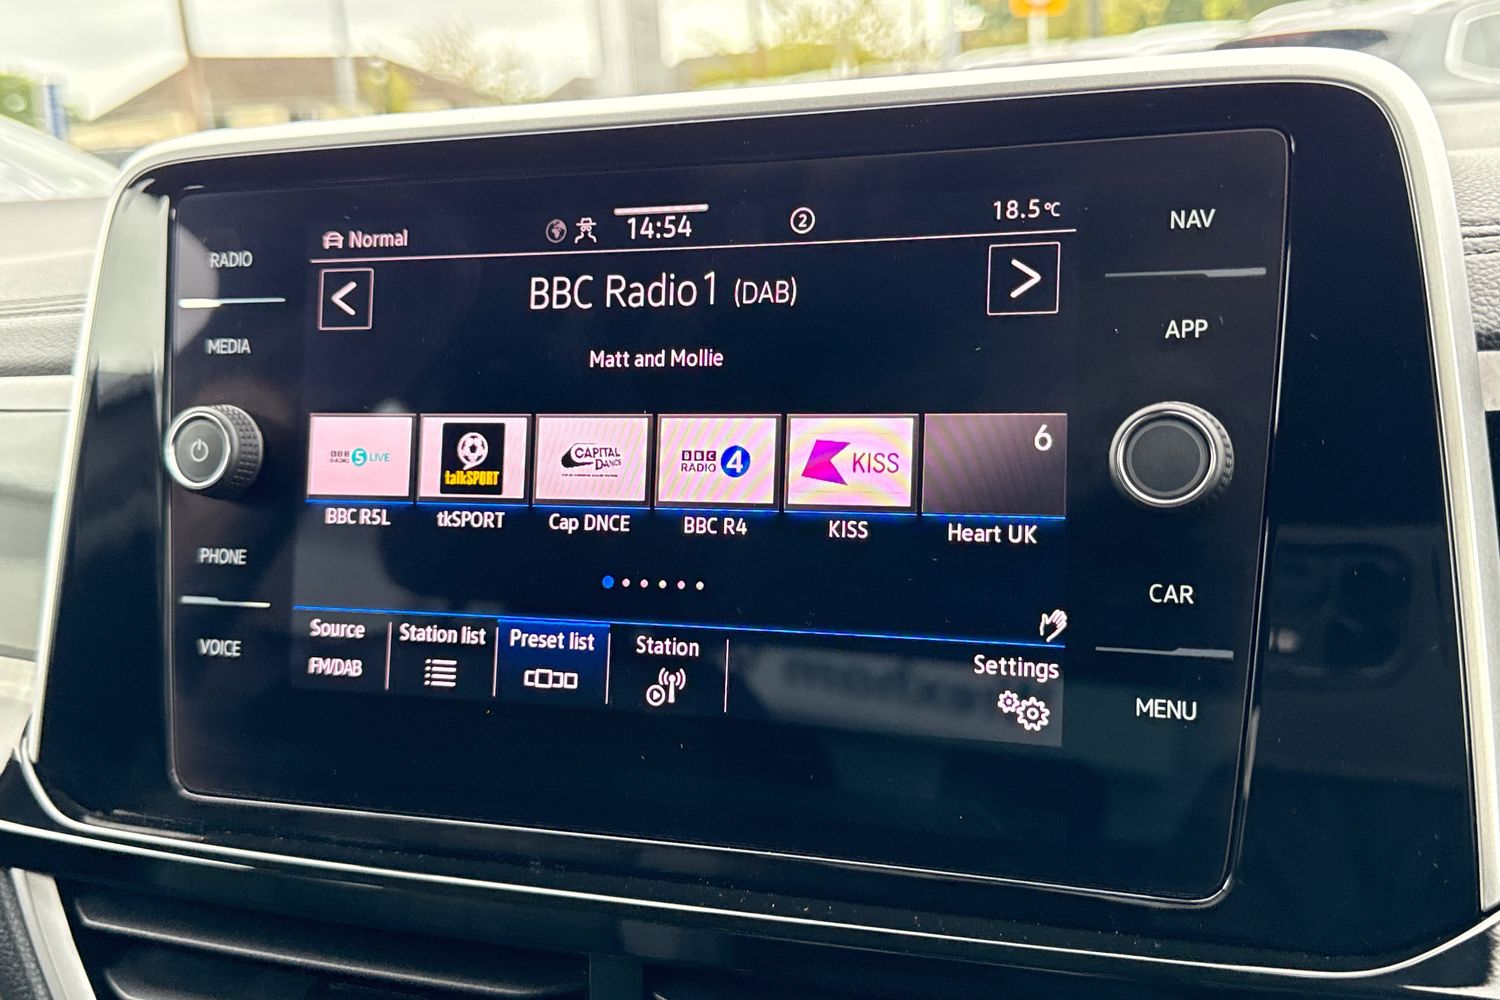 RADIO
MEDIA
PHONE
VOICE
Normal
14:54
2
18.5°C
BBC Radio 1 (DAB)
Matt and Mollie
BBC RADIO 5 LIVE
talkSPORT
CAPITAL DANCE
BBC RADIO 4
KISS
6
BBC R5L
tkSPORT
Cap DNCE
BBC R4
KISS
Heart UK
Source
FM/DAB
Station list
Preset list
Station
Settings
NAV
APP
CAR
MENU